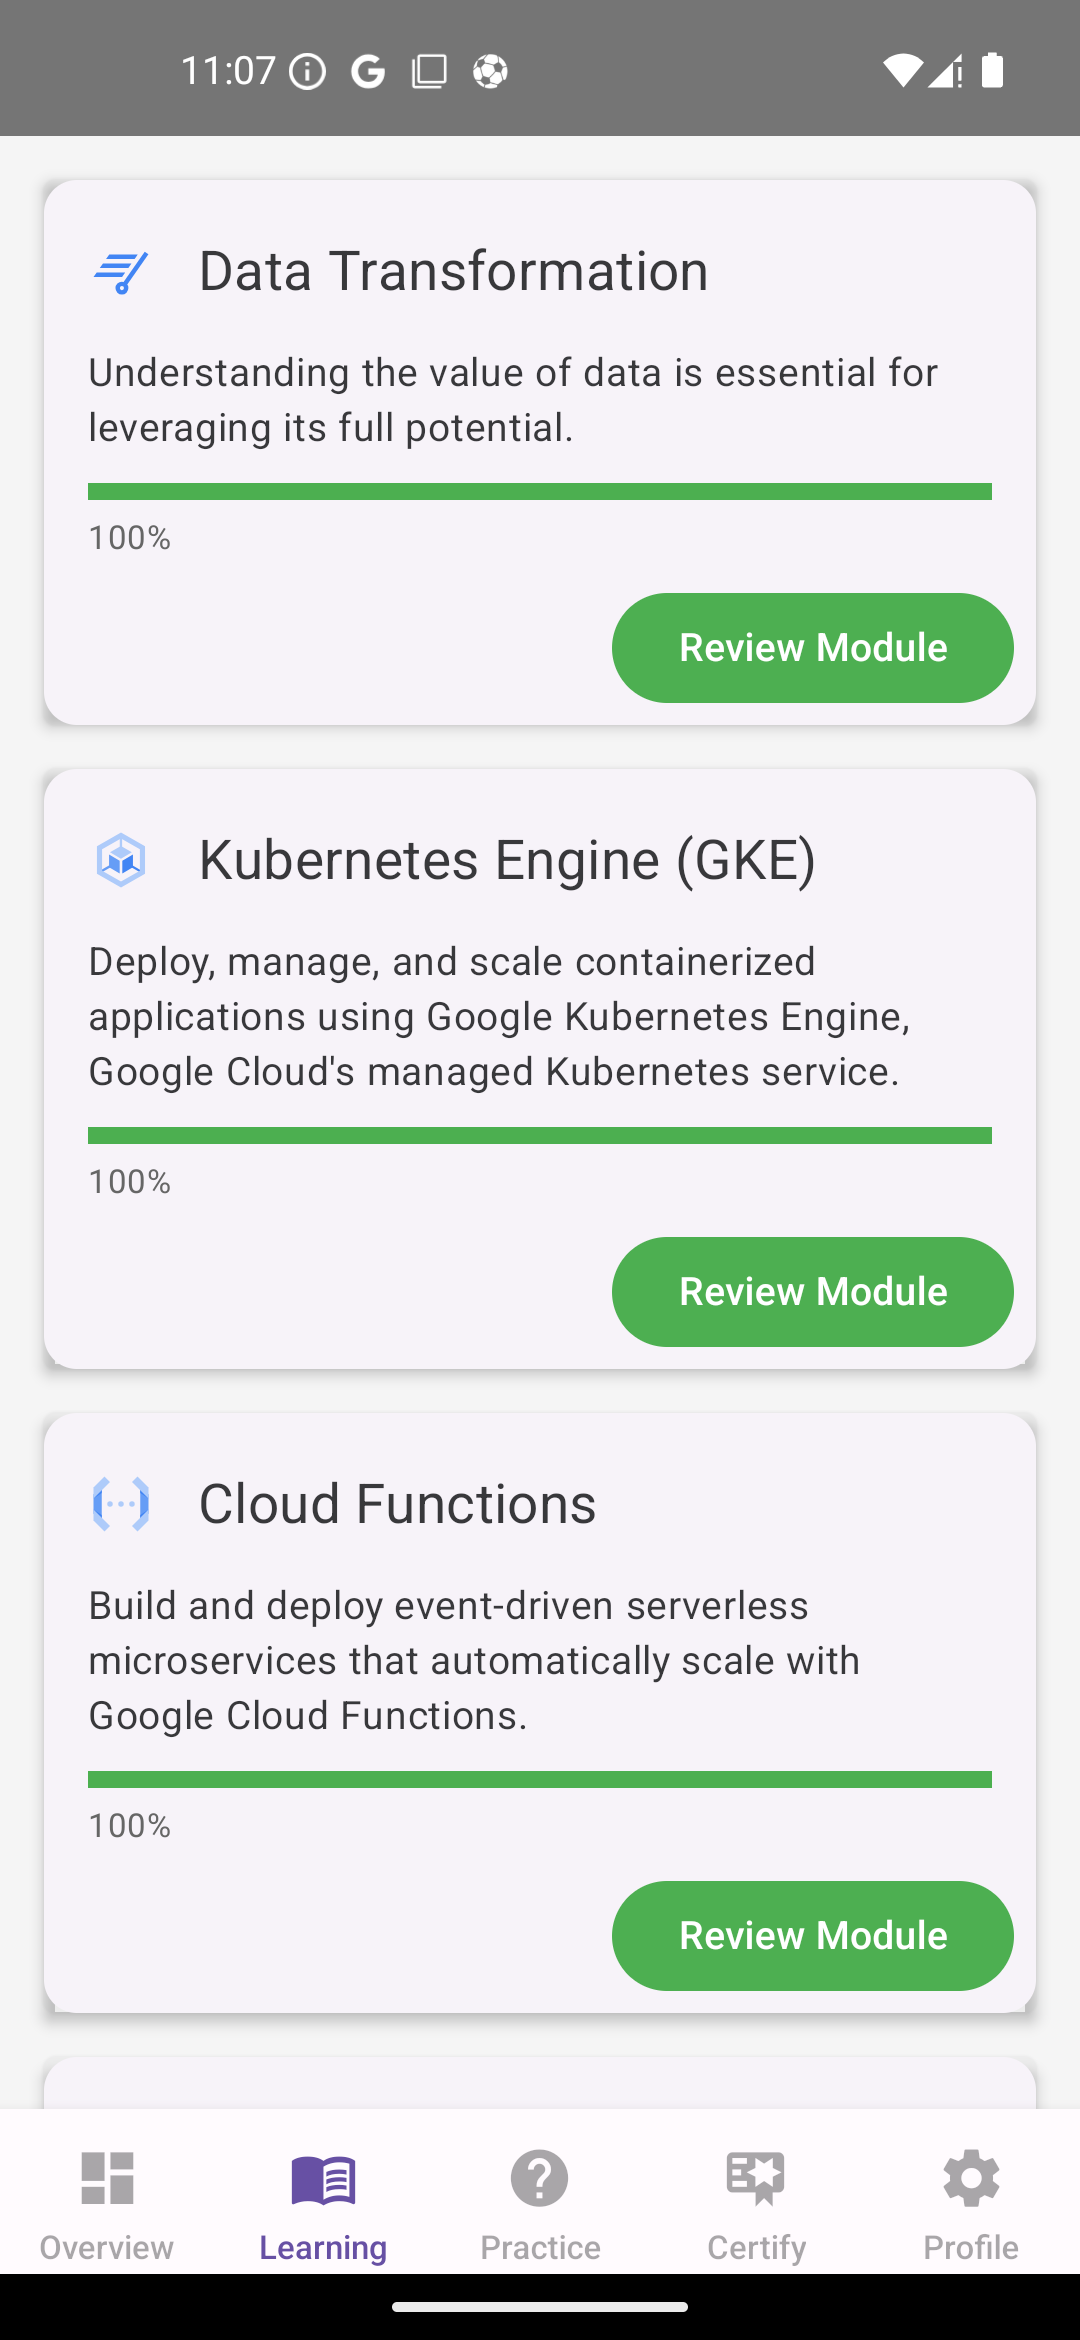 11:07
Data Transformation
Understanding the value of data is essential for
leveraging its full potential.
100%
Review Module
Kubernetes Engine (GKE)
Deploy, manage, and scale containerized
applications using Google Kubernetes Engine,
Google Cloud's managed Kubernetes service.
100%
Review Module
Cloud Functions
Build and deploy event-driven serverless
microservices that automatically scale with
Google Cloud Functions.
100%
Review Module
Overview Learning Practice Certify Profile